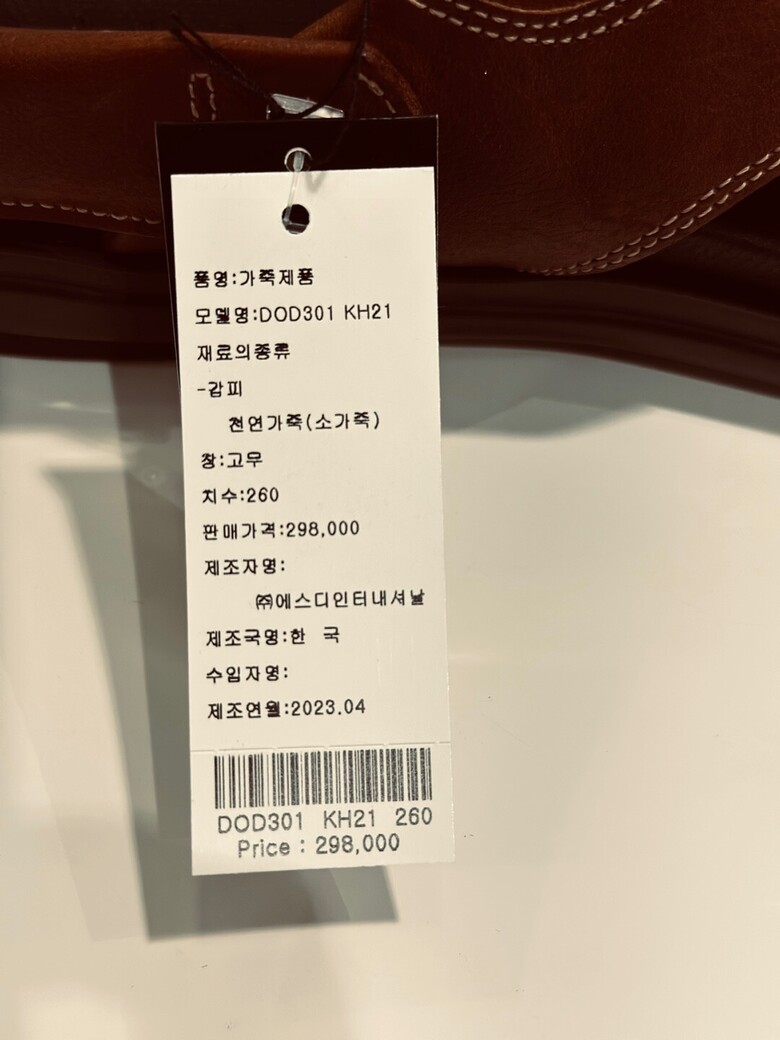 품명:가죽제품
모델명:DOD301 KH21
재료의종류
-갑피
천연가죽(소가죽)
창:고무
치수:260
판매가격:298,000
제조자명:
㈜에스디인터내셔날
제조국명:한 국
수입자명:
제조연월:2023.04
DOD301 KH21 260
Price : 298,000